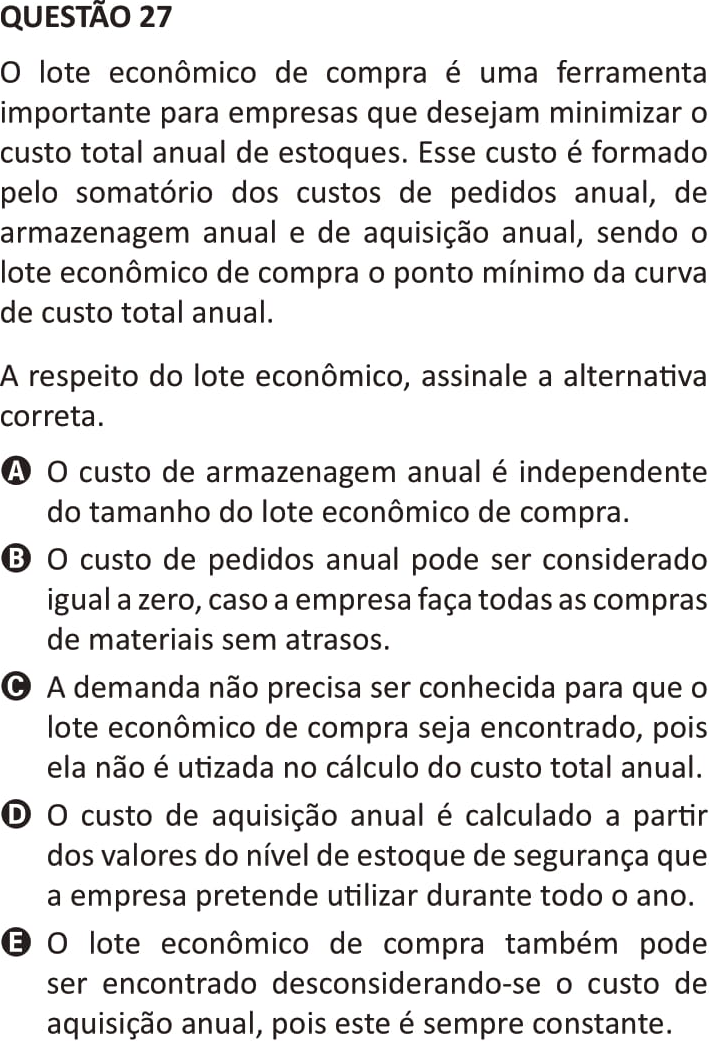 QUESTÃO 27
O lote econômico de compra é uma ferramenta
importante para empresas que desejam minimizar o
custo total anual de estoques. Esse custo é formado
pelo somatório dos custos de pedidos anual, de
armazenagem anual e de aquisição anual, sendo o
lote econômico de compra o ponto mínimo da curva
de custo total anual.
A respeito do lote econômico, assinale a alternativa
correta.
A O custo de armazenagem anual é independente
do tamanho do lote econômico de compra.
B O custo de pedidos anual pode ser considerado
igual a zero, caso a empresa faça todas as compras
de materiais sem atrasos.
C A demanda não precisa ser conhecida para que o
lote econômico de compra seja encontrado, pois
ela não é utizada no cálculo do custo total anual.
D O custo de aquisição anual é calculado a partir
dos valores do nível de estoque de segurança que
a empresa pretende utilizar durante todo o ano.
E O lote econômico de compra também pode
ser encontrado desconsiderando-se o custo de
aquisição anual, pois este é sempre constante.